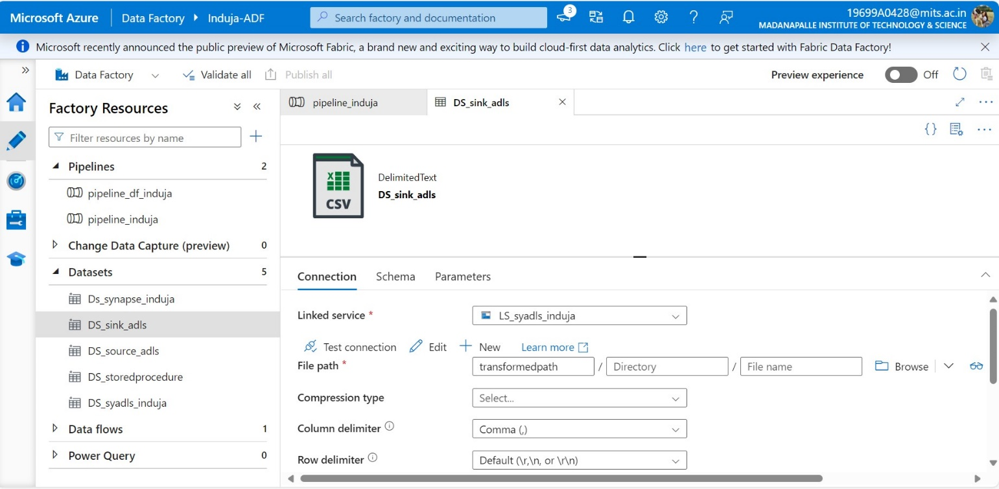 Microsoft Azure Data Factory Induja-ADF Search factory and documentation 3 19699A0428@mits.ac.in
MADANAPALLE INSTITUTE OF TECHNOLOGY & SCIENCE
Microsoft recently announced the public preview of Microsoft Fabric, a brand new and exciting way to build cloud-first data analytics. Click here to get started with Fabric Data Factory!
Data Factory Validate all Publish all Preview experience Off
Factory Resources
Filter resources by name
Pipelines 2
pipeline_df_induja
pipeline_induja
Change Data Capture (preview) 0
Datasets 5
Ds_synapse_induja
DS_sink_adls
DS_source_adls
DS_storedprocedure
DS_syadls_induja
Data flows 1
Power Query 0
pipeline_induja DS_sink_adls
X
CSV
DelimitedText
DS_sink_adls
Connection Schema Parameters
Linked service * LS_syadls_induja
Test connection Edit New Learn more
File path * transformedpath / Directory / File name Browse
Compression type Select...
Column delimiter Comma (,)
Row delimiter Default (\r,\n, or \r\n)